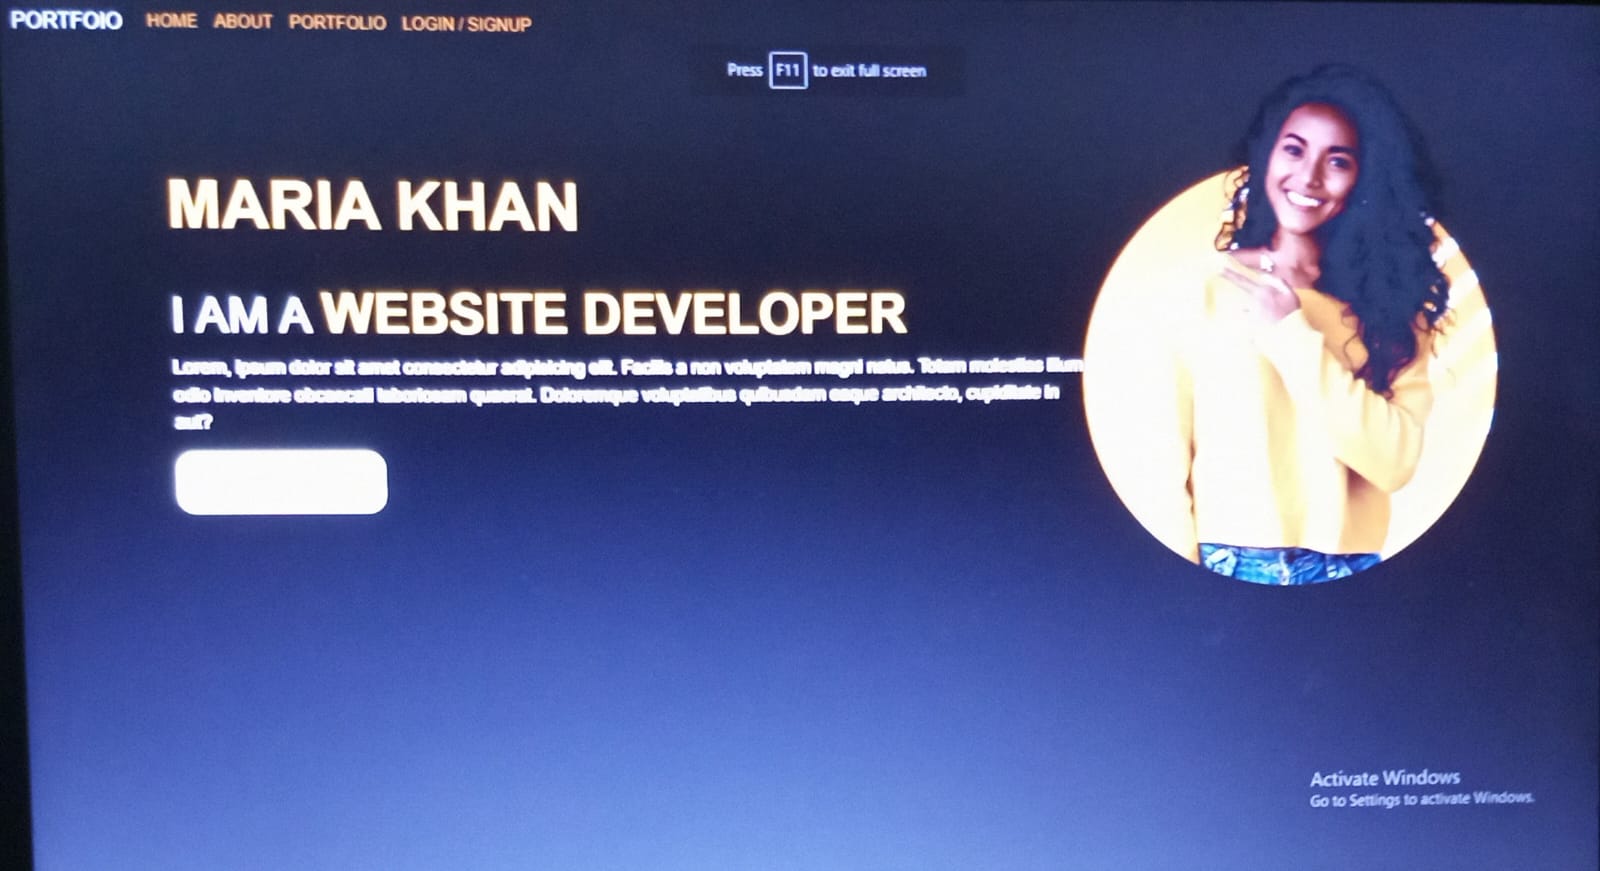 PORTFOIO HOME ABOUT PORTFOLIO LOGIN / SIGNUP
Press F11 to exit full screen
MARIA KHAN
I AM A WEBSITE DEVELOPER
Lorem, ipsum dolor sit amet consectetur adipisicing elit. Facilis a non voluptatem magni natus. Totam molestias illum
odio inventore obcaecati laboriosam quaerat. Doloremque voluptatibus quibusdam eaque architecto, cupiditate in
aut?
Activate Windows
Go to Settings to activate Windows.